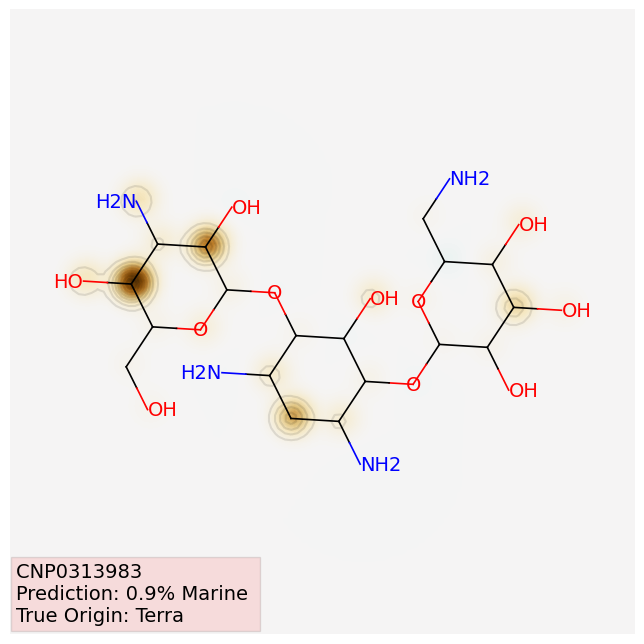 NH2
H2N OH
OH
HO O OH
O O OH
H2N
OH O OH
NH2
CNP0313983
Prediction: 0.9% Marine
True Origin: Terra